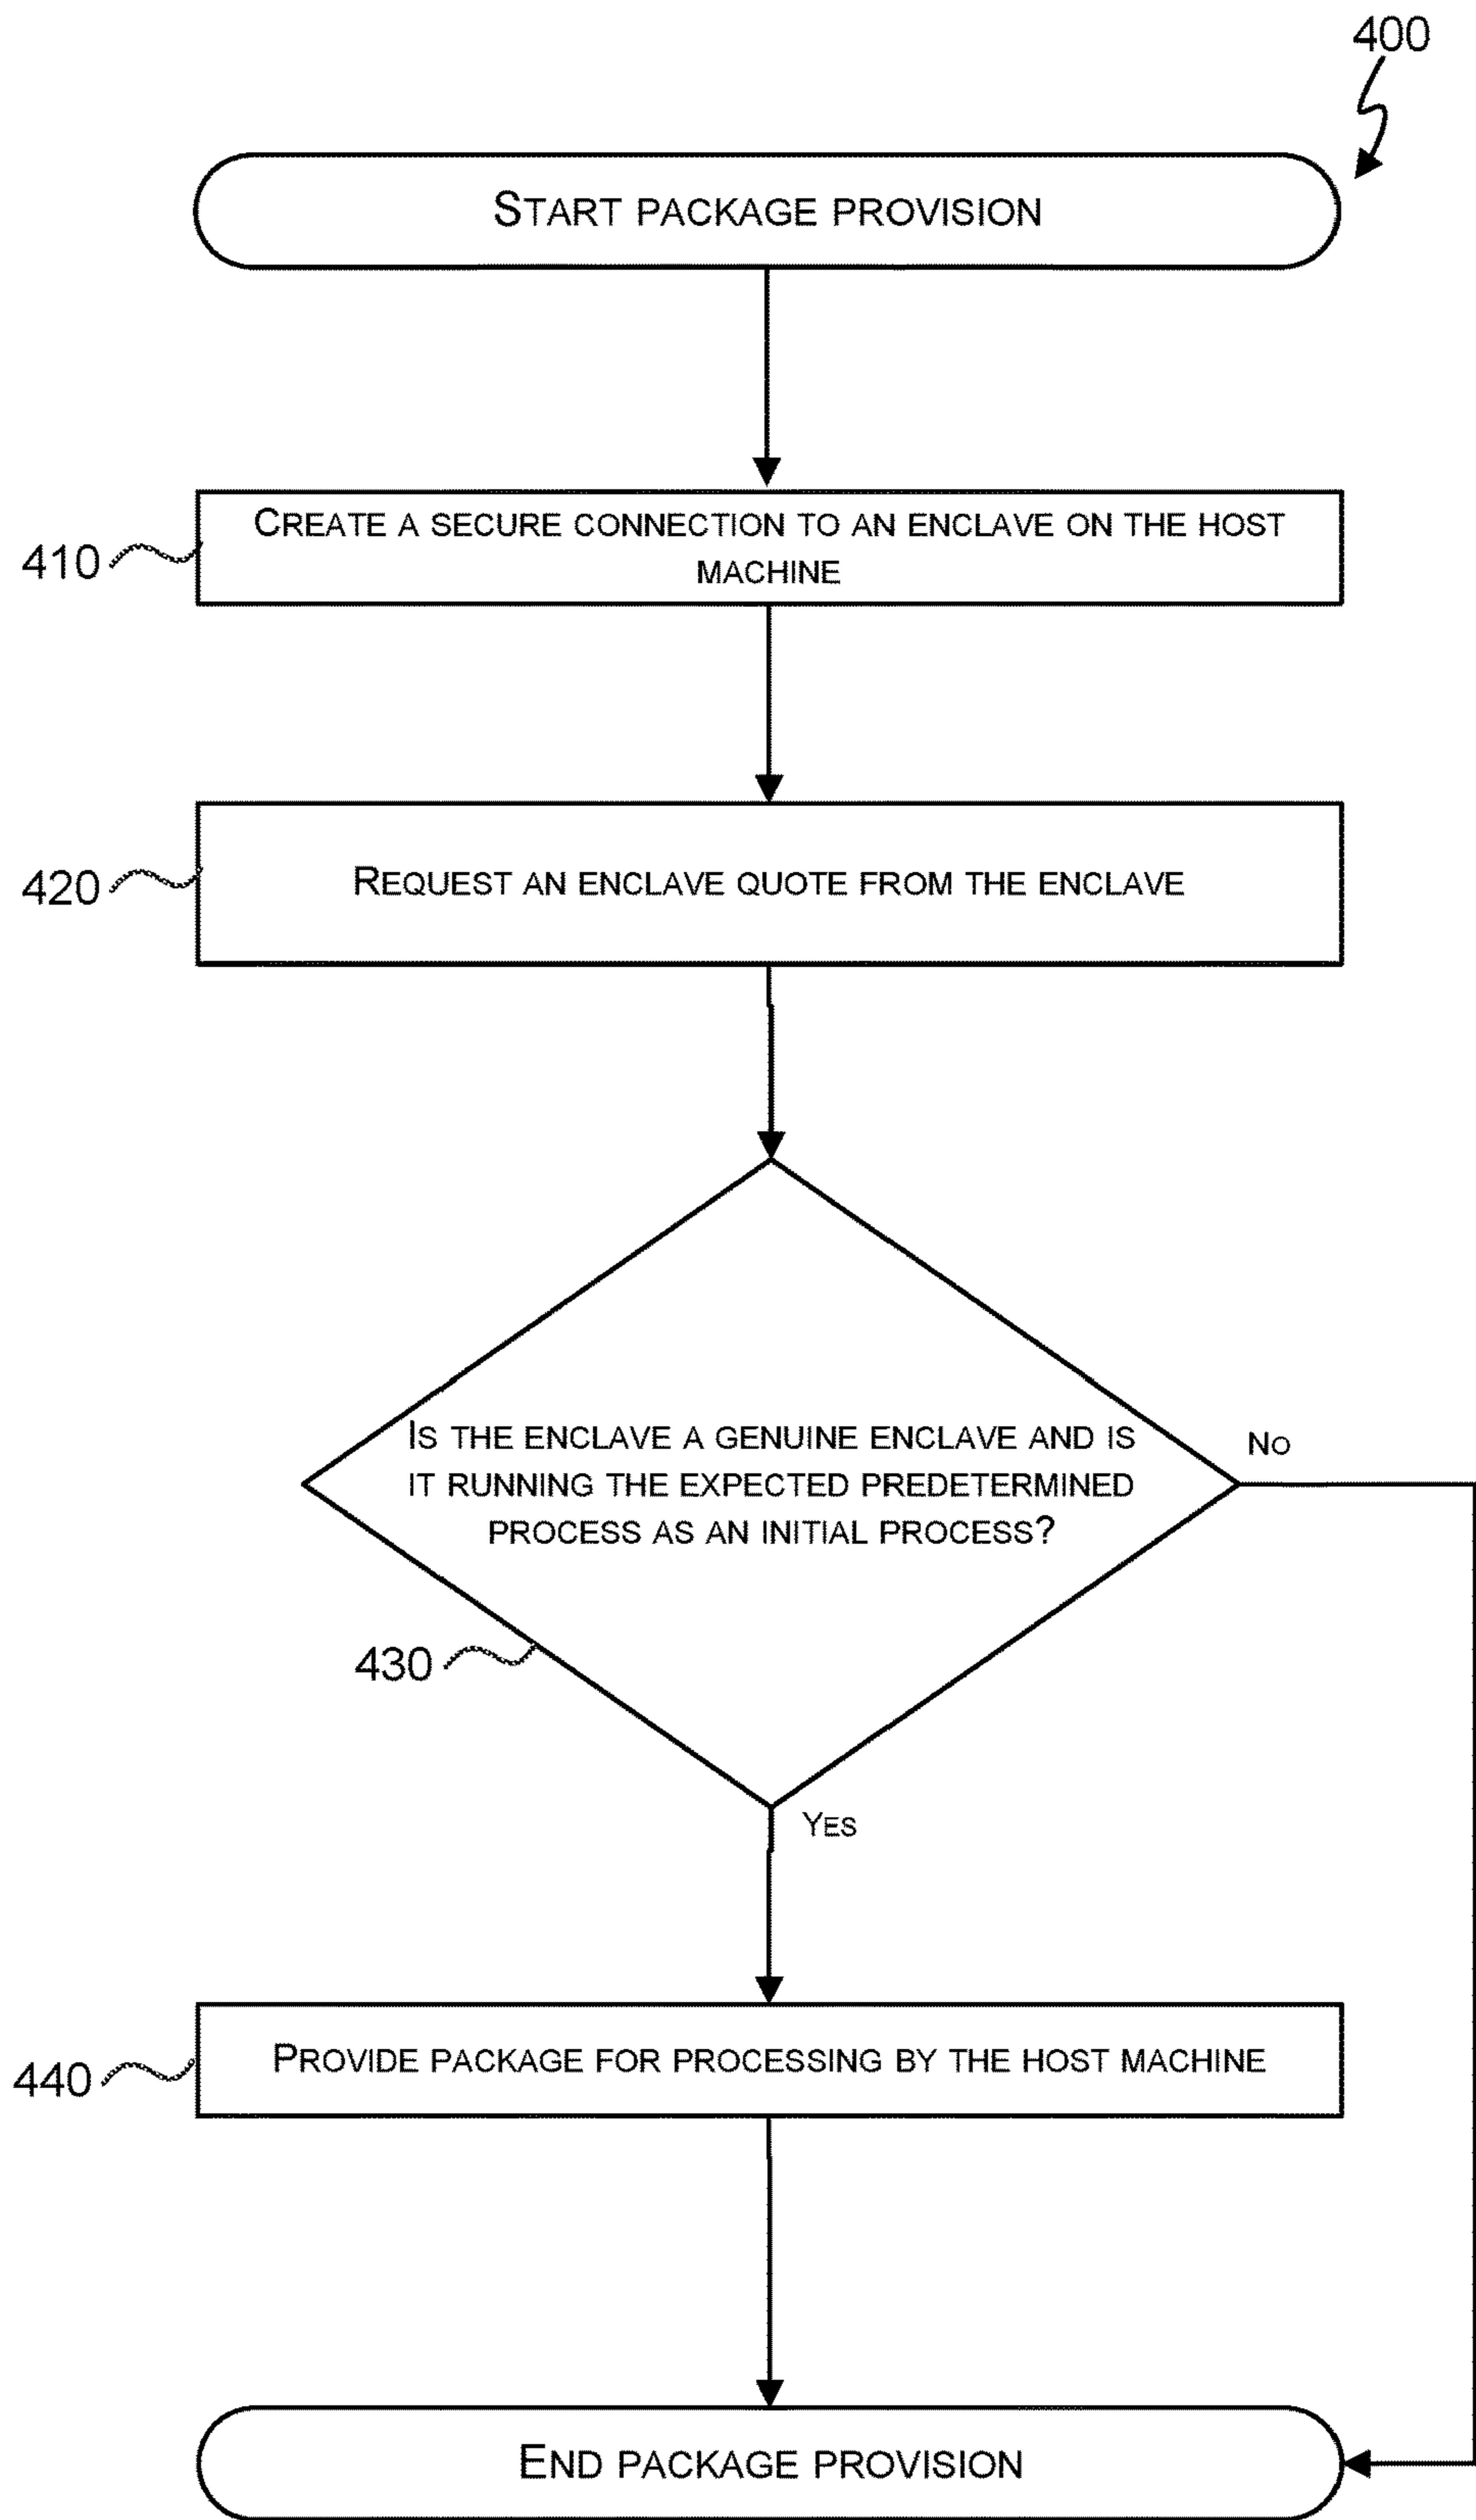 400
START PACKAGE PROVISION
CREATE A SECURE CONNECTION TO AN ENCLAVE ON THE HOST
MACHINE
410
REQUEST AN ENCLAVE QUOTE FROM THE ENCLAVE
420
IS THE ENCLAVE A GENUINE ENCLAVE AND IS
IT RUNNING THE EXPECTED PREDETERMINED
PROCESS AS AN INITIAL PROCESS?
NO
430
YES
PROVIDE PACKAGE FOR PROCESSING BY THE HOST MACHINE
440
END PACKAGE PROVISION